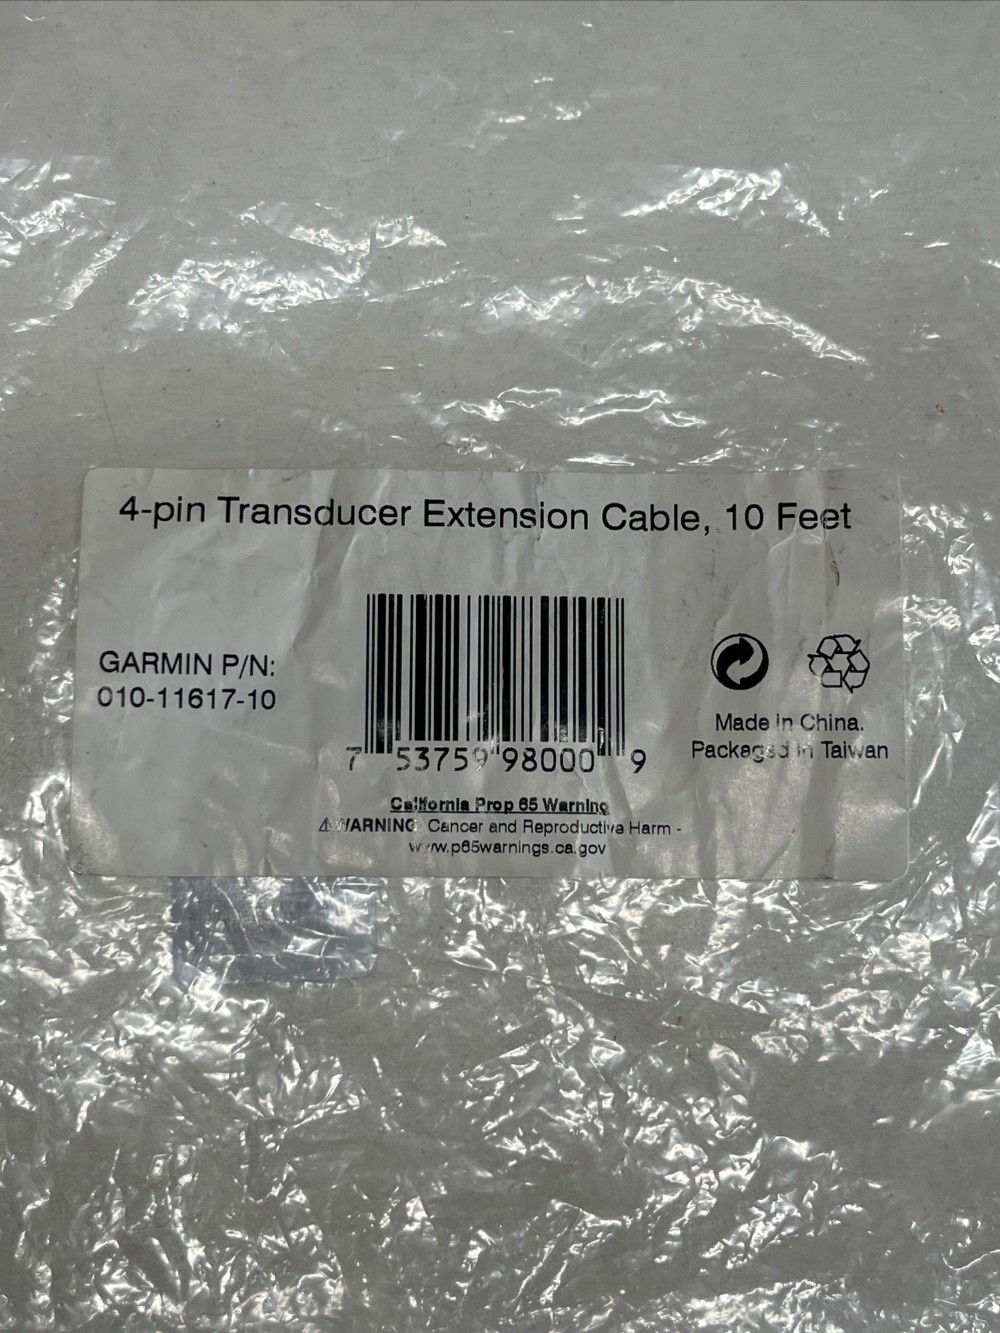 4-pin Transducer Extension Cable, 10 Feet
GARMIN P/N:
010-11617-10
7 53759 98000 9
Made in China.
Packaged in Taiwan
California Prop 65 Warning
⚠WARNING Cancer and Reproductive Harm -
www.p65warnings.ca.gov